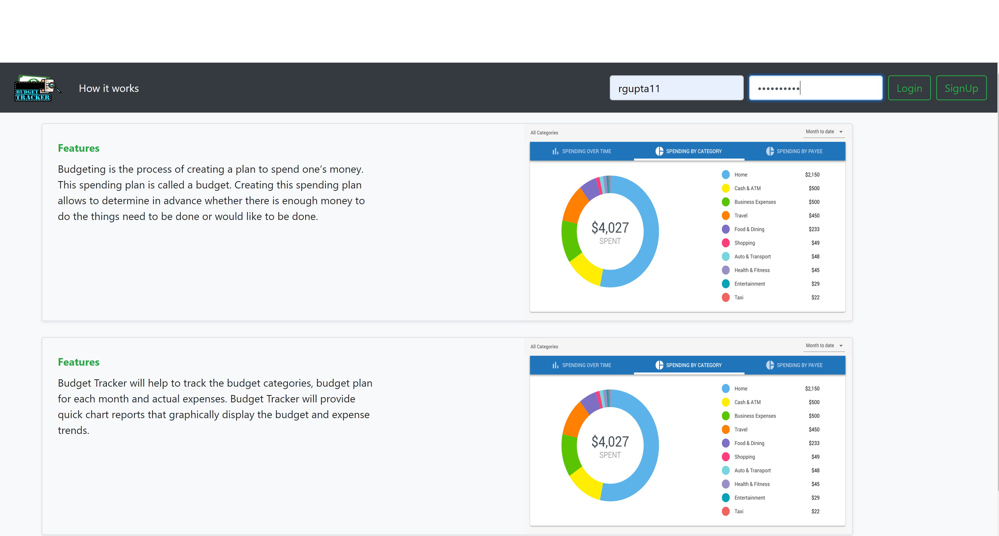 BUDGET
TRACKER
How it works
rgupta11
••••••••••
Login
SignUp
Features
Budgeting is the process of creating a plan to spend one’s money.
This spending plan is called a budget. Creating this spending plan
allows to determine in advance whether there is enough money to
do the things need to be done or would like to be done.
All Categories
Month to date
SPENDING OVER TIME
SPENDING BY CATEGORY
SPENDING BY PAYEE
$4,027
SPENT
Home $2,150
Cash & ATM $500
Business Expenses $500
Travel $450
Food & Dining $233
Shopping $49
Auto & Transport $48
Health & Fitness $45
Entertainment $29
Taxi $22
Features
Budget Tracker will help to track the budget categories, budget plan
for each month and actual expenses. Budget Tracker will provide
quick chart reports that graphically display the budget and expense
trends.
All Categories
Month to date
SPENDING OVER TIME
SPENDING BY CATEGORY
SPENDING BY PAYEE
$4,027
SPENT
Home $2,150
Cash & ATM $500
Business Expenses $500
Travel $450
Food & Dining $233
Shopping $49
Auto & Transport $48
Health & Fitness $45
Entertainment $29
Taxi $22